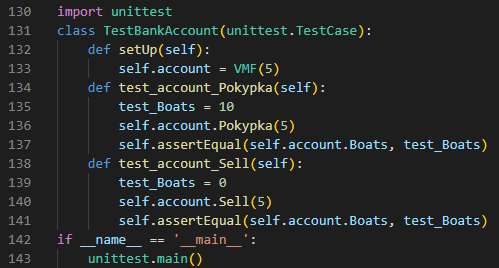 130 import unittest
131 class TestBankAccount(unittest.TestCase):
132     def setUp(self):
133         self.account = VMF(5)
134     def test_account_Pokypka(self):
135         test_Boats = 10
136         self.account.Pokypka(5)
137         self.assertEqual(self.account.Boats, test_Boats)
138     def test_account_Sell(self):
139         test_Boats = 0
140         self.account.Sell(5)
141         self.assertEqual(self.account.Boats, test_Boats)
142 if __name__ == '__main__':
143     unittest.main()